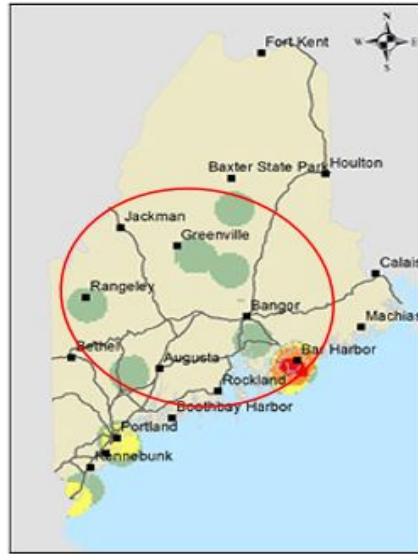 Fort Kent
N
W E
S
Baxter State Park
Houlton
Jackman
Greenville
Calais
Rangeley
Bangor
Machias
Bethel
Bar Harbor
Augusta
Rockland
Boothbay Harbor
Portland
Kennebunk